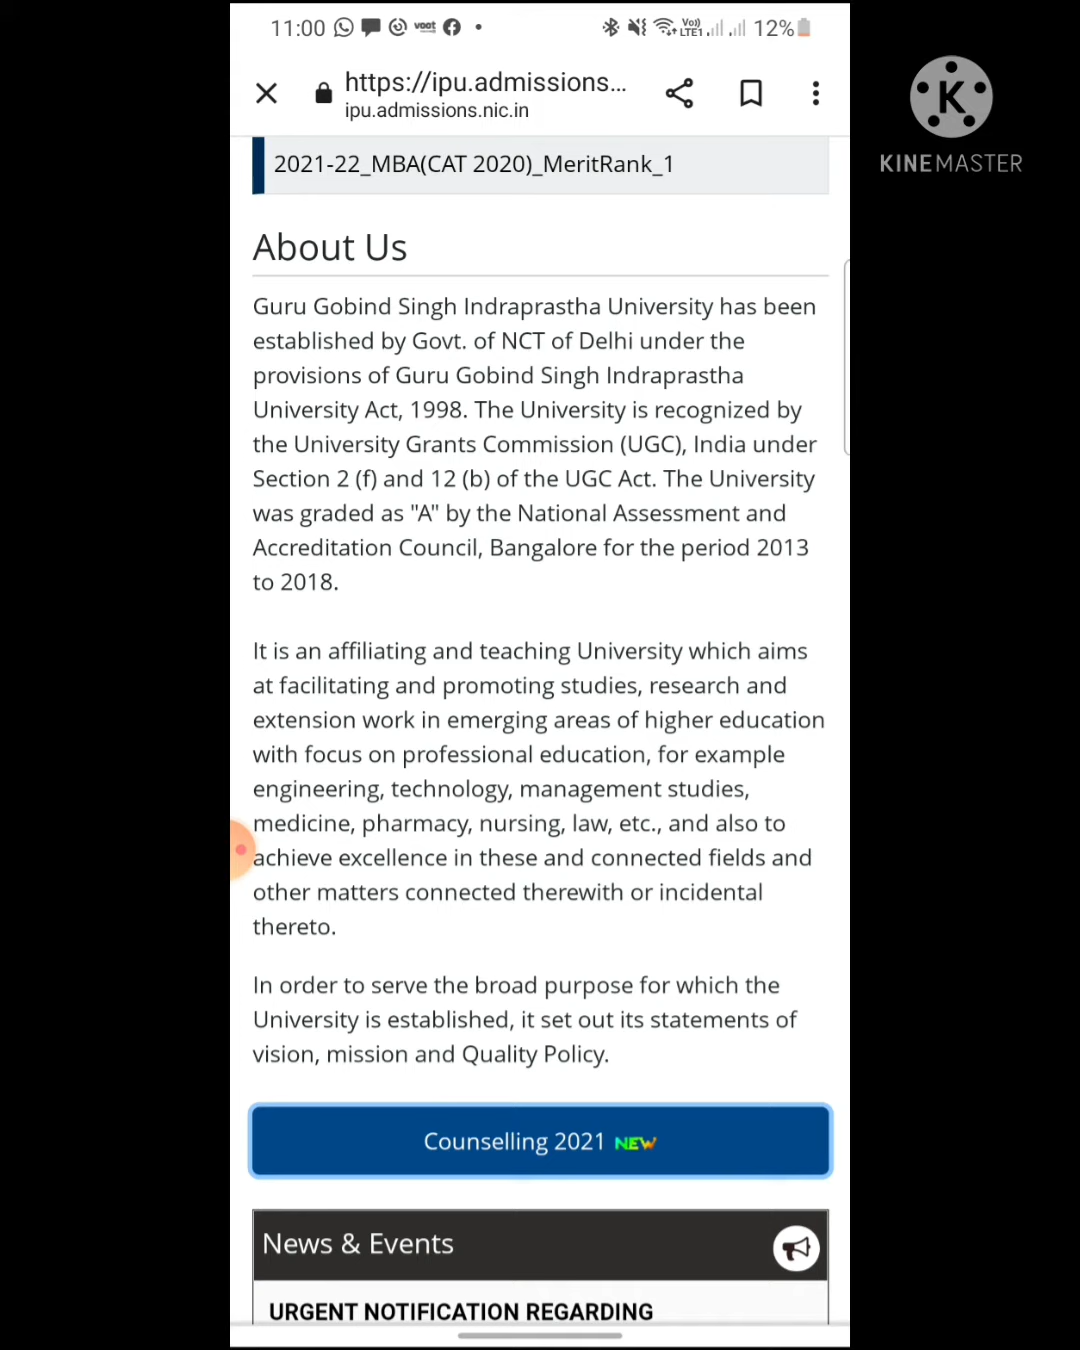 11:00 voot Vo)) LTE1 12%
https://ipu.admissions...
ipu.admissions.nic.in
K
KINEMASTER
2021-22_MBA(CAT 2020)_MeritRank_1
About Us
Guru Gobind Singh Indraprastha University has been
established by Govt. of NCT of Delhi under the
provisions of Guru Gobind Singh Indraprastha
University Act, 1998. The University is recognized by
the University Grants Commission (UGC), India under
Section 2 (f) and 12 (b) of the UGC Act. The University
was graded as "A" by the National Assessment and
Accreditation Council, Bangalore for the period 2013
to 2018.
It is an affiliating and teaching University which aims
at facilitating and promoting studies, research and
extension work in emerging areas of higher education
with focus on professional education, for example
engineering, technology, management studies,
medicine, pharmacy, nursing, law, etc., and also to
achieve excellence in these and connected fields and
other matters connected therewith or incidental
thereto.
In order to serve the broad purpose for which the
University is established, it set out its statements of
vision, mission and Quality Policy.
Counselling 2021 NEW
News & Events
URGENT NOTIFICATION REGARDING